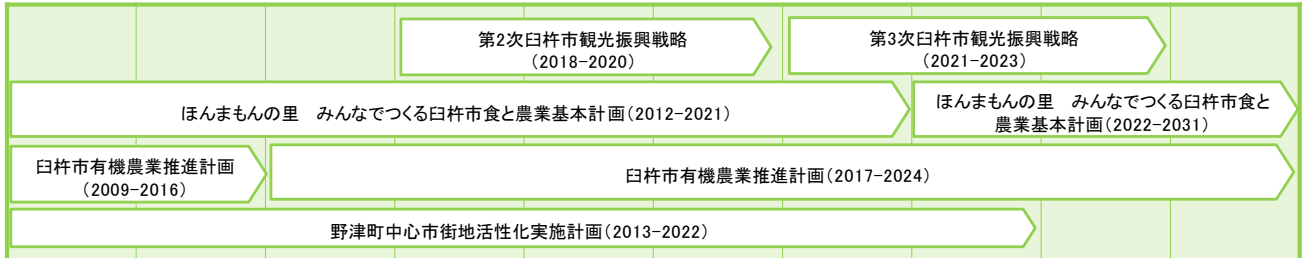 第2次臼杵市観光振興戦略
(2018-2020)
第3次臼杵市観光振興戦略
(2021-2023)
ほんまもんの里　みんなでつくる臼杵市食と農業基本計画(2012-2021)
ほんまもんの里　みんなでつくる臼杵市食と
農業基本計画(2022-2031)
臼杵市有機農業推進計画
(2009-2016)
臼杵市有機農業推進計画(2017-2024)
野津町中心市街地活性化実施計画(2013-2022)